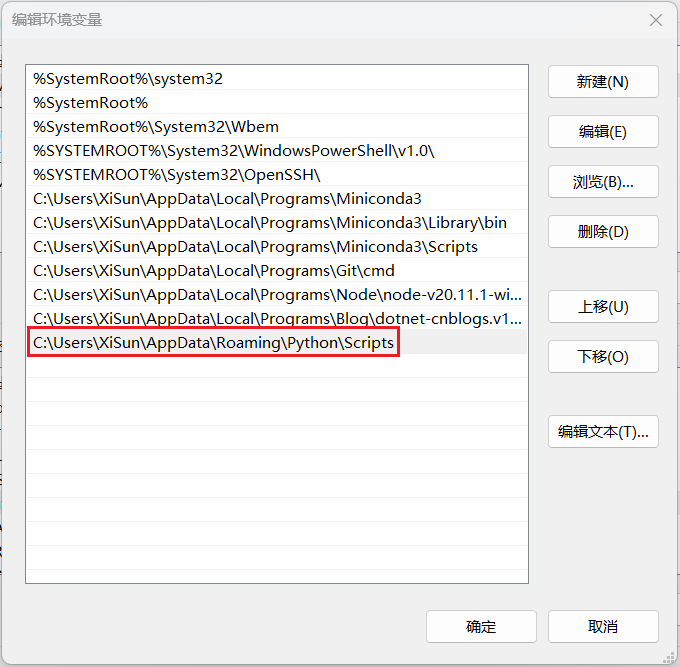 编辑环境变量
%SystemRoot%\system32
%SystemRoot%
%SystemRoot%\System32\Wbem
%SYSTEMROOT%\System32\WindowsPowerShell\v1.0\
%SYSTEMROOT%\System32\OpenSSH\
C:\Users\XiSun\AppData\Local\Programs\Miniconda3
C:\Users\XiSun\AppData\Local\Programs\Miniconda3\Library\bin
C:\Users\XiSun\AppData\Local\Programs\Miniconda3\Scripts
C:\Users\XiSun\AppData\Local\Programs\Git\cmd
C:\Users\XiSun\AppData\Local\Programs\Node\node-v20.11.1-wi...
C:\Users\XiSun\AppData\Local\Programs\Blog\dotnet-cnblogs.v1...
C:\Users\XiSun\AppData\Roaming\Python\Scripts
新建(N)
编辑(E)
浏览(B)...
删除(D)
上移(U)
下移(O)
编辑文本(T)...
确定
取消